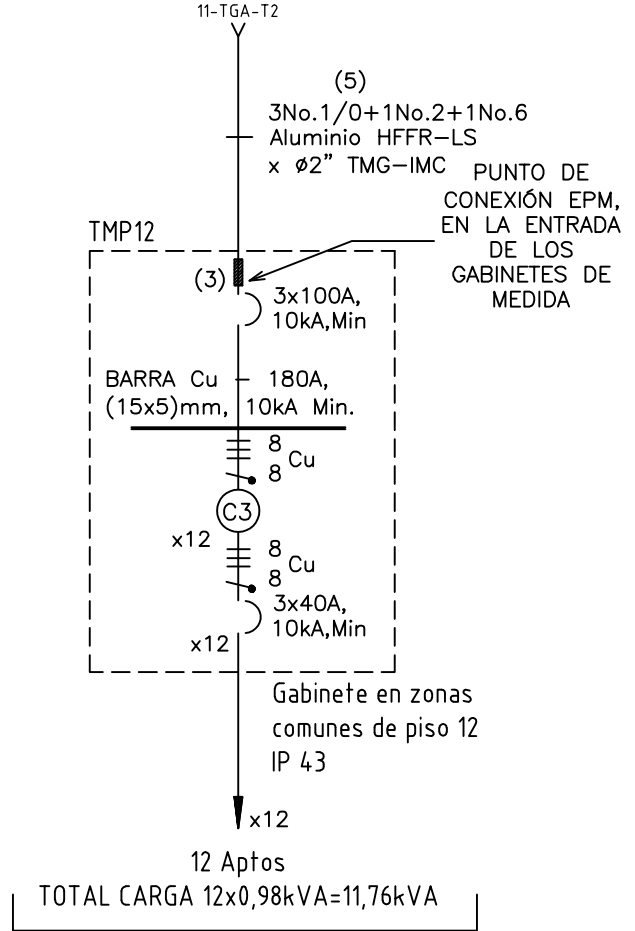 11-TGA-T2
(5)
3No.1/0+1No.2+1No.6
Aluminio HFFR-LS
x ø2" TMG-IMC
PUNTO DE
CONEXIÓN EPM,
EN LA ENTRADA
DE LOS
GABINETES DE
MEDIDA
TMP12
(3)
3x100A,
10kA,Min
BARRA Cu 180A,
(15x5)mm, 10kA Min.
8
Cu
8
C3
x12
8
Cu
8
3x40A,
10kA,Min
x12
Gabinete en zonas
comunes de piso 12
IP 43
x12
12 Aptos
TOTAL CARGA 12x0,98kVA=11,76kVA